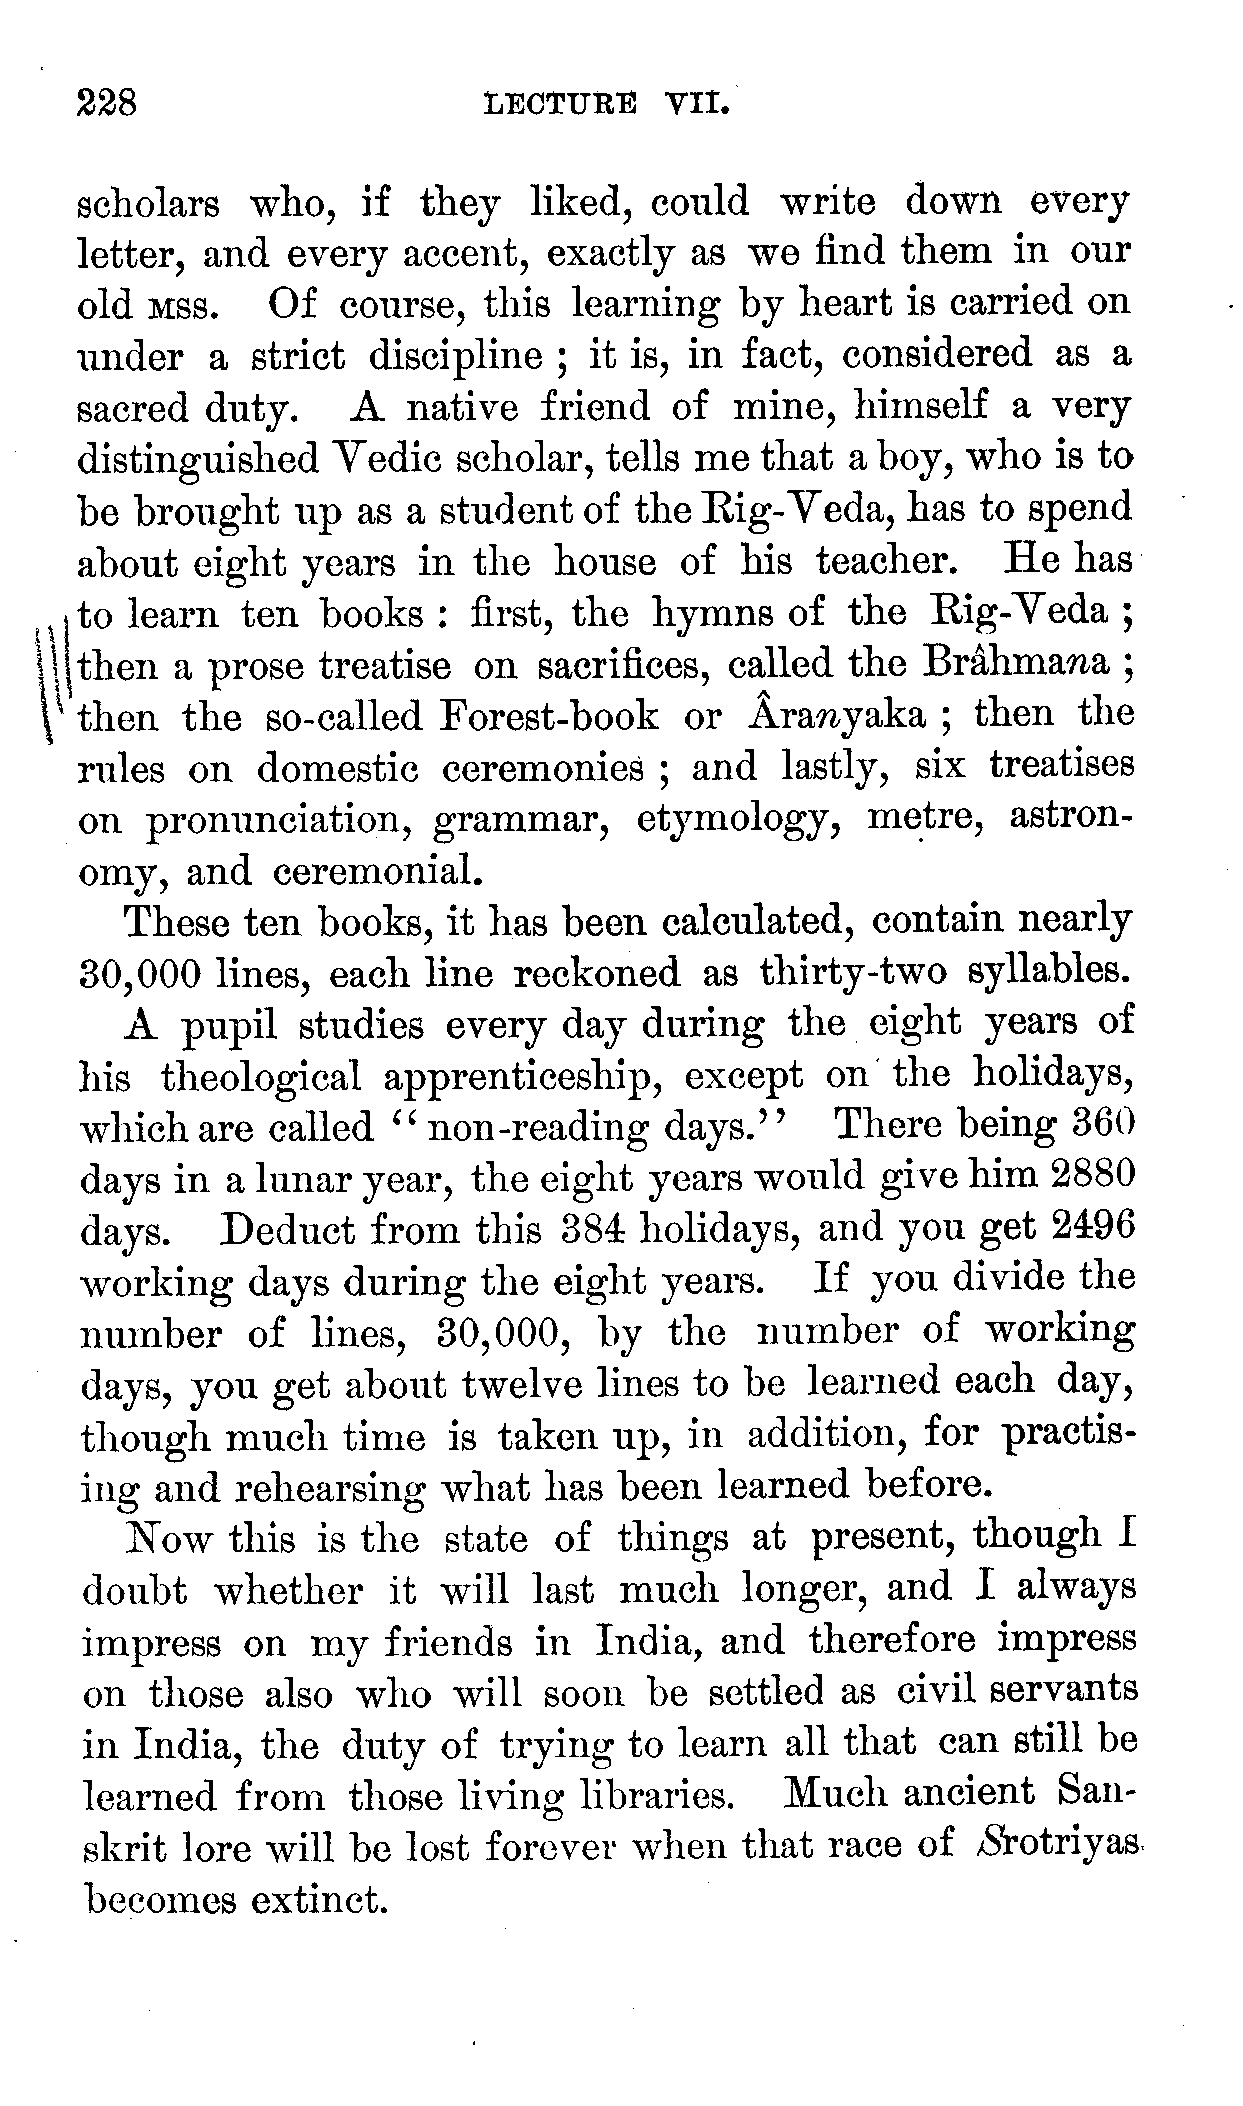 228 LECTURE VII.
scholars who, if they liked, could write down every
letter, and every accent, exactly as we find them in our
old MSS. Of course, this learning by heart is carried on
under a strict discipline ; it is, in fact, considered as a
sacred duty. A native friend of mine, himself a very
distinguished Vedic scholar, tells me that a boy, who is to
be brought up as a student of the Rig-Veda, has to spend
about eight years in the house of his teacher. He has
to learn ten books : first, the hymns of the Rig-Veda ;
then a prose treatise on sacrifices, called the Brâhmana ;
then the so-called Forest-book or Âranyaka ; then the
rules on domestic ceremonies ; and lastly, six treatises
on pronunciation, grammar, etymology, metre, astron-
omy, and ceremonial.
These ten books, it has been calculated, contain nearly
30,000 lines, each line reckoned as thirty-two syllables.
A pupil studies every day during the eight years of
his theological apprenticeship, except on the holidays,
which are called “ non-reading days.” There being 360
days in a lunar year, the eight years would give him 2880
days. Deduct from this 384 holidays, and you get 2496
working days during the eight years. If you divide the
number of lines, 30,000, by the number of working
days, you get about twelve lines to be learned each day,
though much time is taken up, in addition, for practis-
ing and rehearsing what has been learned before.
Now this is the state of things at present, though I
doubt whether it will last much longer, and I always
impress on my friends in India, and therefore impress
on those also who will soon be settled as civil servants
in India, the duty of trying to learn all that can still be
learned from those living libraries. Much ancient San-
skrit lore will be lost forever when that race of Srotriyas
becomes extinct.